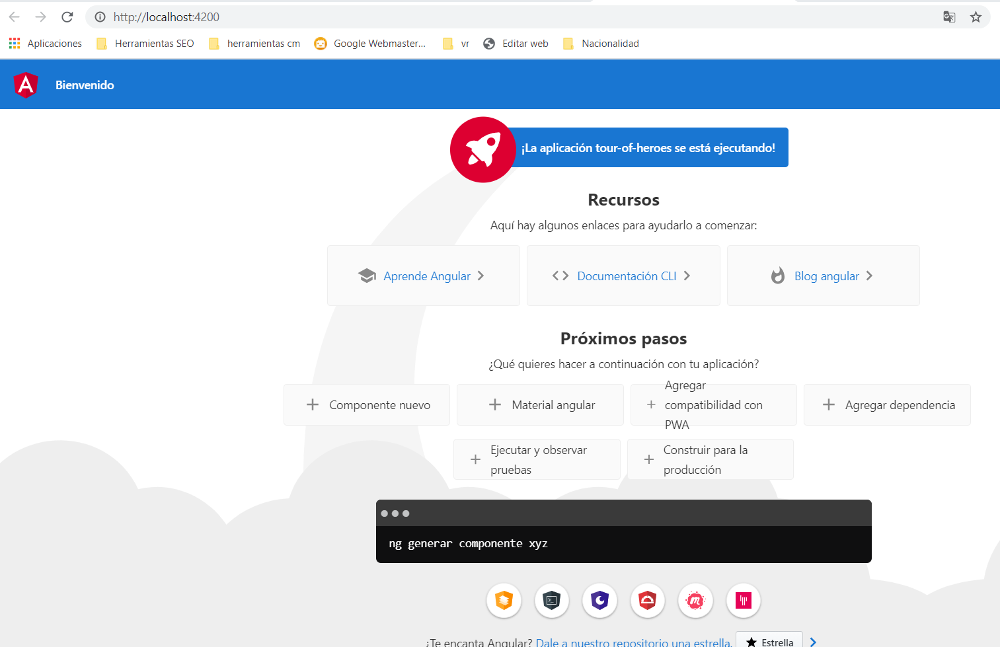 http://localhost:4200
Aplicaciones Herramientas SEO herramientas cm Google Webmaster... vr Editar web Nacionalidad
Bienvenido
¡La aplicación tour-of-heroes se está ejecutando!
Recursos
Aquí hay algunos enlaces para ayudarlo a comenzar:
Aprende Angular Documentación CLI Blog angular
Próximos pasos
¿Qué quieres hacer a continuación con tu aplicación?
Componente nuevo
Material angular
Agregar
compatibilidad con
PWA
Agregar dependencia
Ejecutar y observar
pruebas
Construir para la
producción
ng generar componente xyz
¿Te encanta Angular? Dale a nuestro repositorio una estrella. Estrella